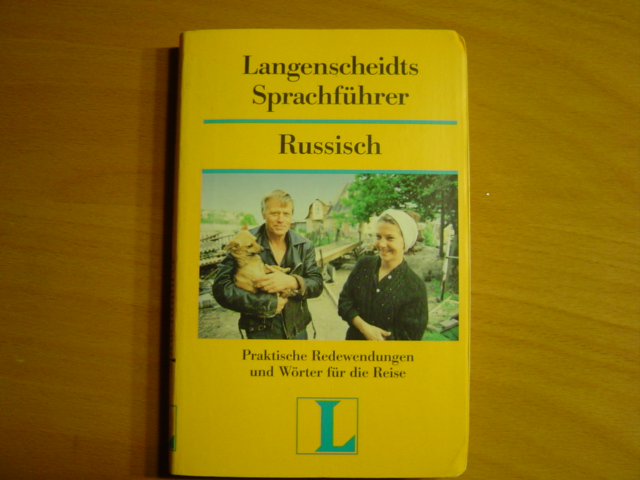 Langenscheidts
Sprachführer
Russisch
Praktische Redewendungen
und Wörter für die Reise
L